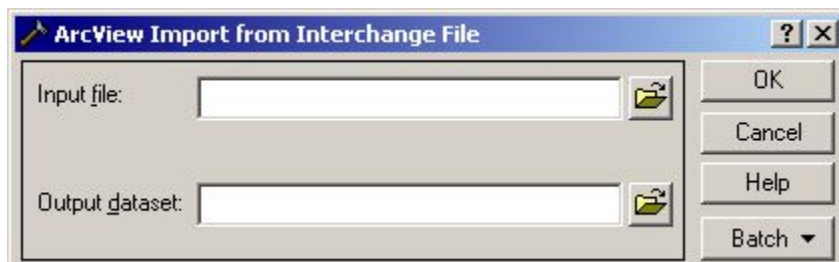 ArcView Import from Interchange File
Input file:
OK
Cancel
Help
Output dataset:
Batch